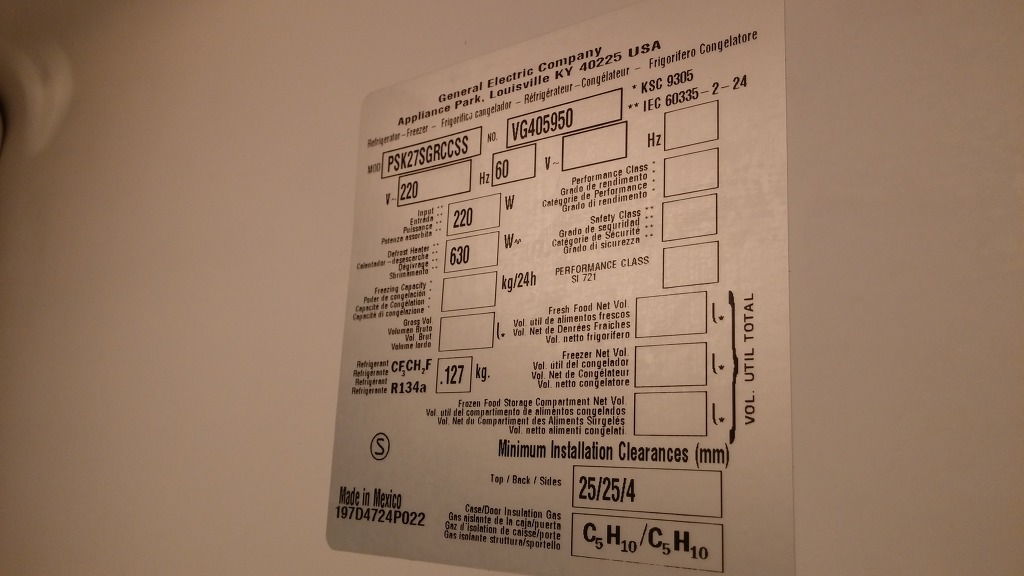 General Electric Company
Appliance Park, Louisville KY 40225 USA
Refrigerator-Freezer – Frigorifico congelador – Réfrigérateur-Congélateur – Frigorifero Congelatore
* KSC 9305
** IEC 60335-2-24
MOD PSK27SGRCCSS NO. VG405950
V~ 220 Hz 60 V~ Hz
Input
Entrada
Puissance
Potenza assorbita
220 W
Performance Class
Grado de rendimento
Catégorie de Performance
Grado di rendimento
Defrost Heater
Calentador-desescarche
Dégivrage
Sbrinamento
630 W
Safety Class
Grado de seguridad
Catégorie de Sécurité
Grado di sicurezza
Freezing Capacity
Poder de congelación
Capacité de Congélation
Capacità di congelazione
kg/24h
PERFORMANCE CLASS
SI 721
Gross Vol
Volumen Bruto
Vol. Brut
Volume lordo
L*
Fresh Food Net Vol.
Vol. util de alimentos frescos
Vol. Net de Denrées Fraiches
Vol. netto frigorifero
L*
Refrigerant
Refrigerante
Refrigérant
Refrigerante
CF₃CH₂F
R134a
.127 kg.
Freezer Net Vol.
Vol. útil del congelador
Vol. Net de Congélateur
Vol. netto congelatore
L*
Frozen Food Storage Compartment Net Vol.
Vol. util del compartimento de alimentos congelados
Vol. Net du Compartment des Aliments Surgelés
Vol. netto alimenti congelati.
L*
VOL. UTIL TOTAL
S
Minimum Installation Clearances (mm)
Top / Back / Sides 25/25/4
Made in Mexico
197D4724P022
Case/Door Insulation Gas
Gas aislante de la caja/puerta
Gaz d'isolation de caisse/porte
Gas isolante struttura/sportello
C₅H₁₀/C₅H₁₀